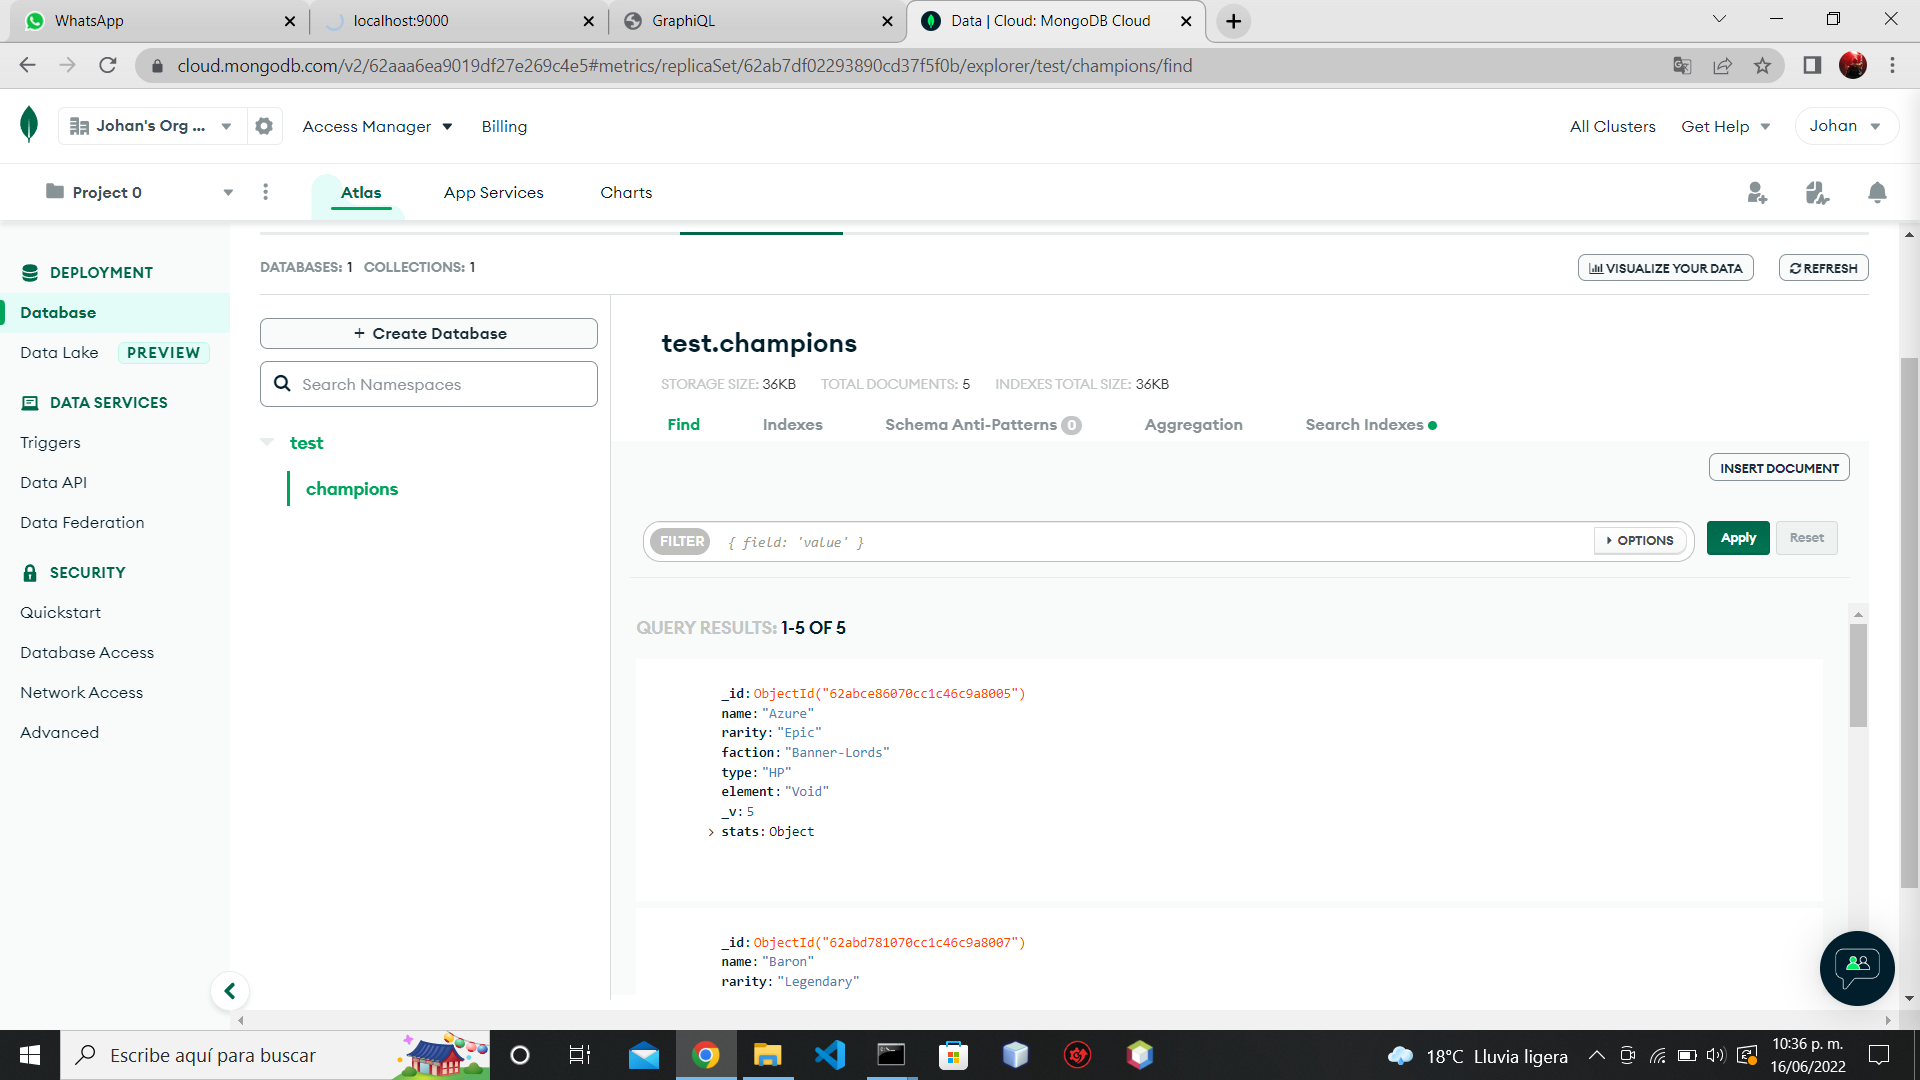 WhatsApp
localhost:9000
GraphiQL
Data | Cloud: MongoDB Cloud
cloud.mongodb.com/v2/62aaa6ea9019df27e269c4e5#metrics/replicaSet/62ab7df02293890cd37f5f0b/explorer/test/champions/find
Johan's Org ...
Access Manager
Billing
All Clusters
Get Help
Johan
Project 0
Atlas
App Services
Charts
DEPLOYMENT
Database
Data Lake PREVIEW
DATA SERVICES
Triggers
Data API
Data Federation
SECURITY
Quickstart
Database Access
Network Access
Advanced
DATABASES: 1 COLLECTIONS: 1
VISUALIZE YOUR DATA
REFRESH
+ Create Database
Search Namespaces
test
champions
test.champions
STORAGE SIZE: 36KB TOTAL DOCUMENTS: 5 INDEXES TOTAL SIZE: 36KB
Find
Indexes
Schema Anti-Patterns 0
Aggregation
Search Indexes
INSERT DOCUMENT
FILTER { field: 'value' }
OPTIONS
Apply
Reset
QUERY RESULTS: 1-5 OF 5
_id: ObjectId("62abce86070cc1c46c9a8005")
name: "Azure"
rarity: "Epic"
faction: "Banner-Lords"
type: "HP"
element: "Void"
_v: 5
stats: Object
_id: ObjectId("62abd781070cc1c46c9a8007")
name: "Baron"
rarity: "Legendary"
Escribe aquí para buscar
18°C Lluvia ligera
10:36 p. m.
16/06/2022